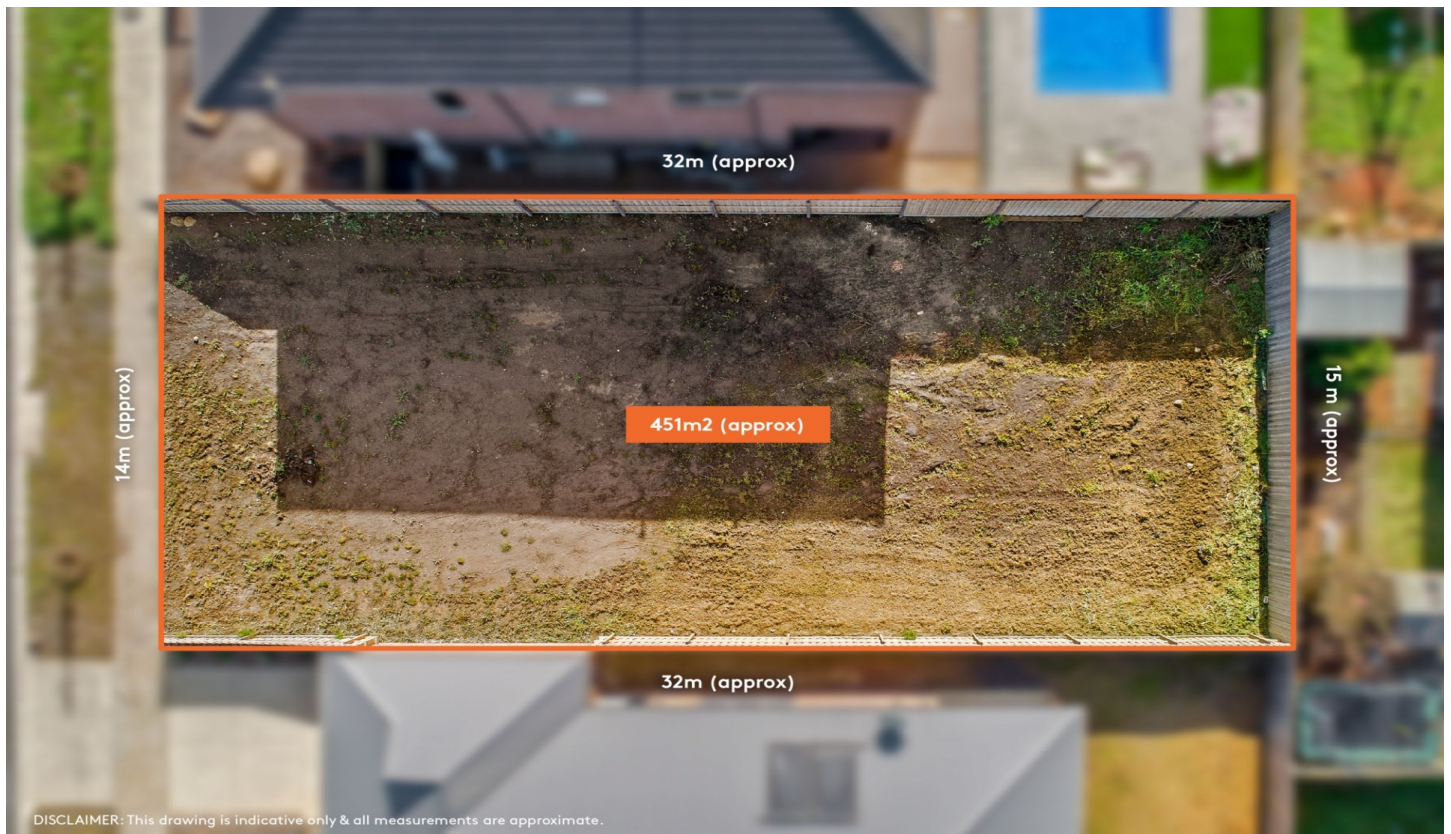 32m (approx)
14m (approx)
451m2 (approx)
15 m (approx)
32m (approx)
DISCLAIMER: This drawing is indicative only & all measurements are approximate.